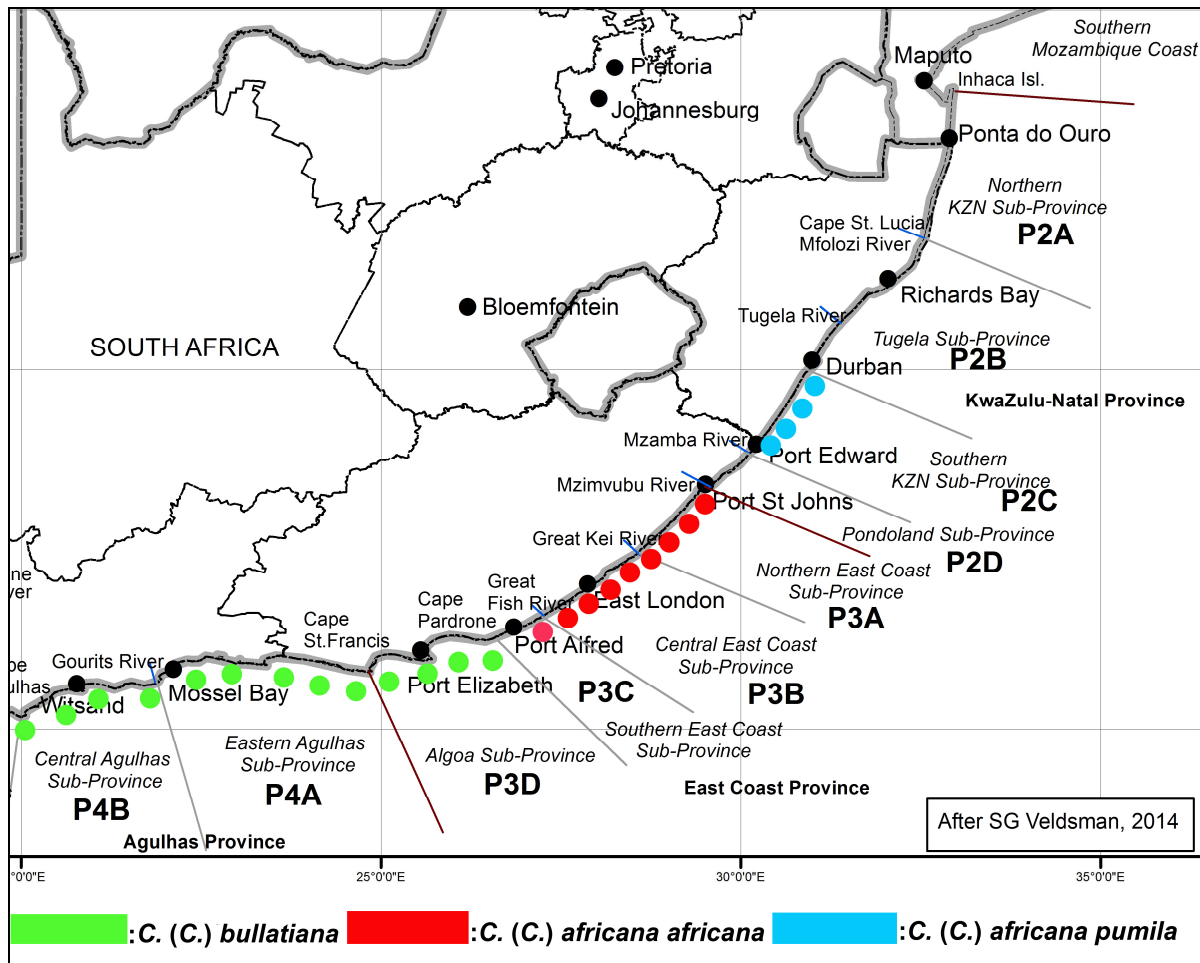 Southern
Mozambique Coast
Maputo
Inhaca Isl.
Pretoria
Johannesburg
Ponta do Ouro
Northern
KZN Sub-Province
P2A
Cape St. Lucia
Mfolozi River
Richards Bay
Bloemfontein
Tugela River
SOUTH AFRICA
Tugela Sub-Province
P2B
Durban
KwaZulu-Natal Province
Mzamba River
Port Edward
Southern
KZN Sub-Province
P2C
Mzimvubu River
Port St Johns
Pondoland Sub-Province
P2D
Great Kei River
Northern East Coast
Sub-Province
P3A
ne
ver
Great
Fish River
East London
Cape
Pardrone
Cape
St.Francis
Port Alfred
Central East Coast
Sub-Province
P3B
Gourits River
pe
ulhas
Witsand
Mossel Bay
Port Elizabeth
P3C
Southern East Coast
Sub-Province
Eastern Agulhas
Sub-Province
P4A
Algoa Sub-Province
P3D
Central Agulhas
Sub-Province
P4B
East Coast Province
Agulhas Province
After SG Veldsman, 2014
°0'0"E
25°0'0"E
30°0'0"E
35°0'0"E
:C. (C.) bullatiana
:C. (C.) africana africana
:C. (C.) africana pumila